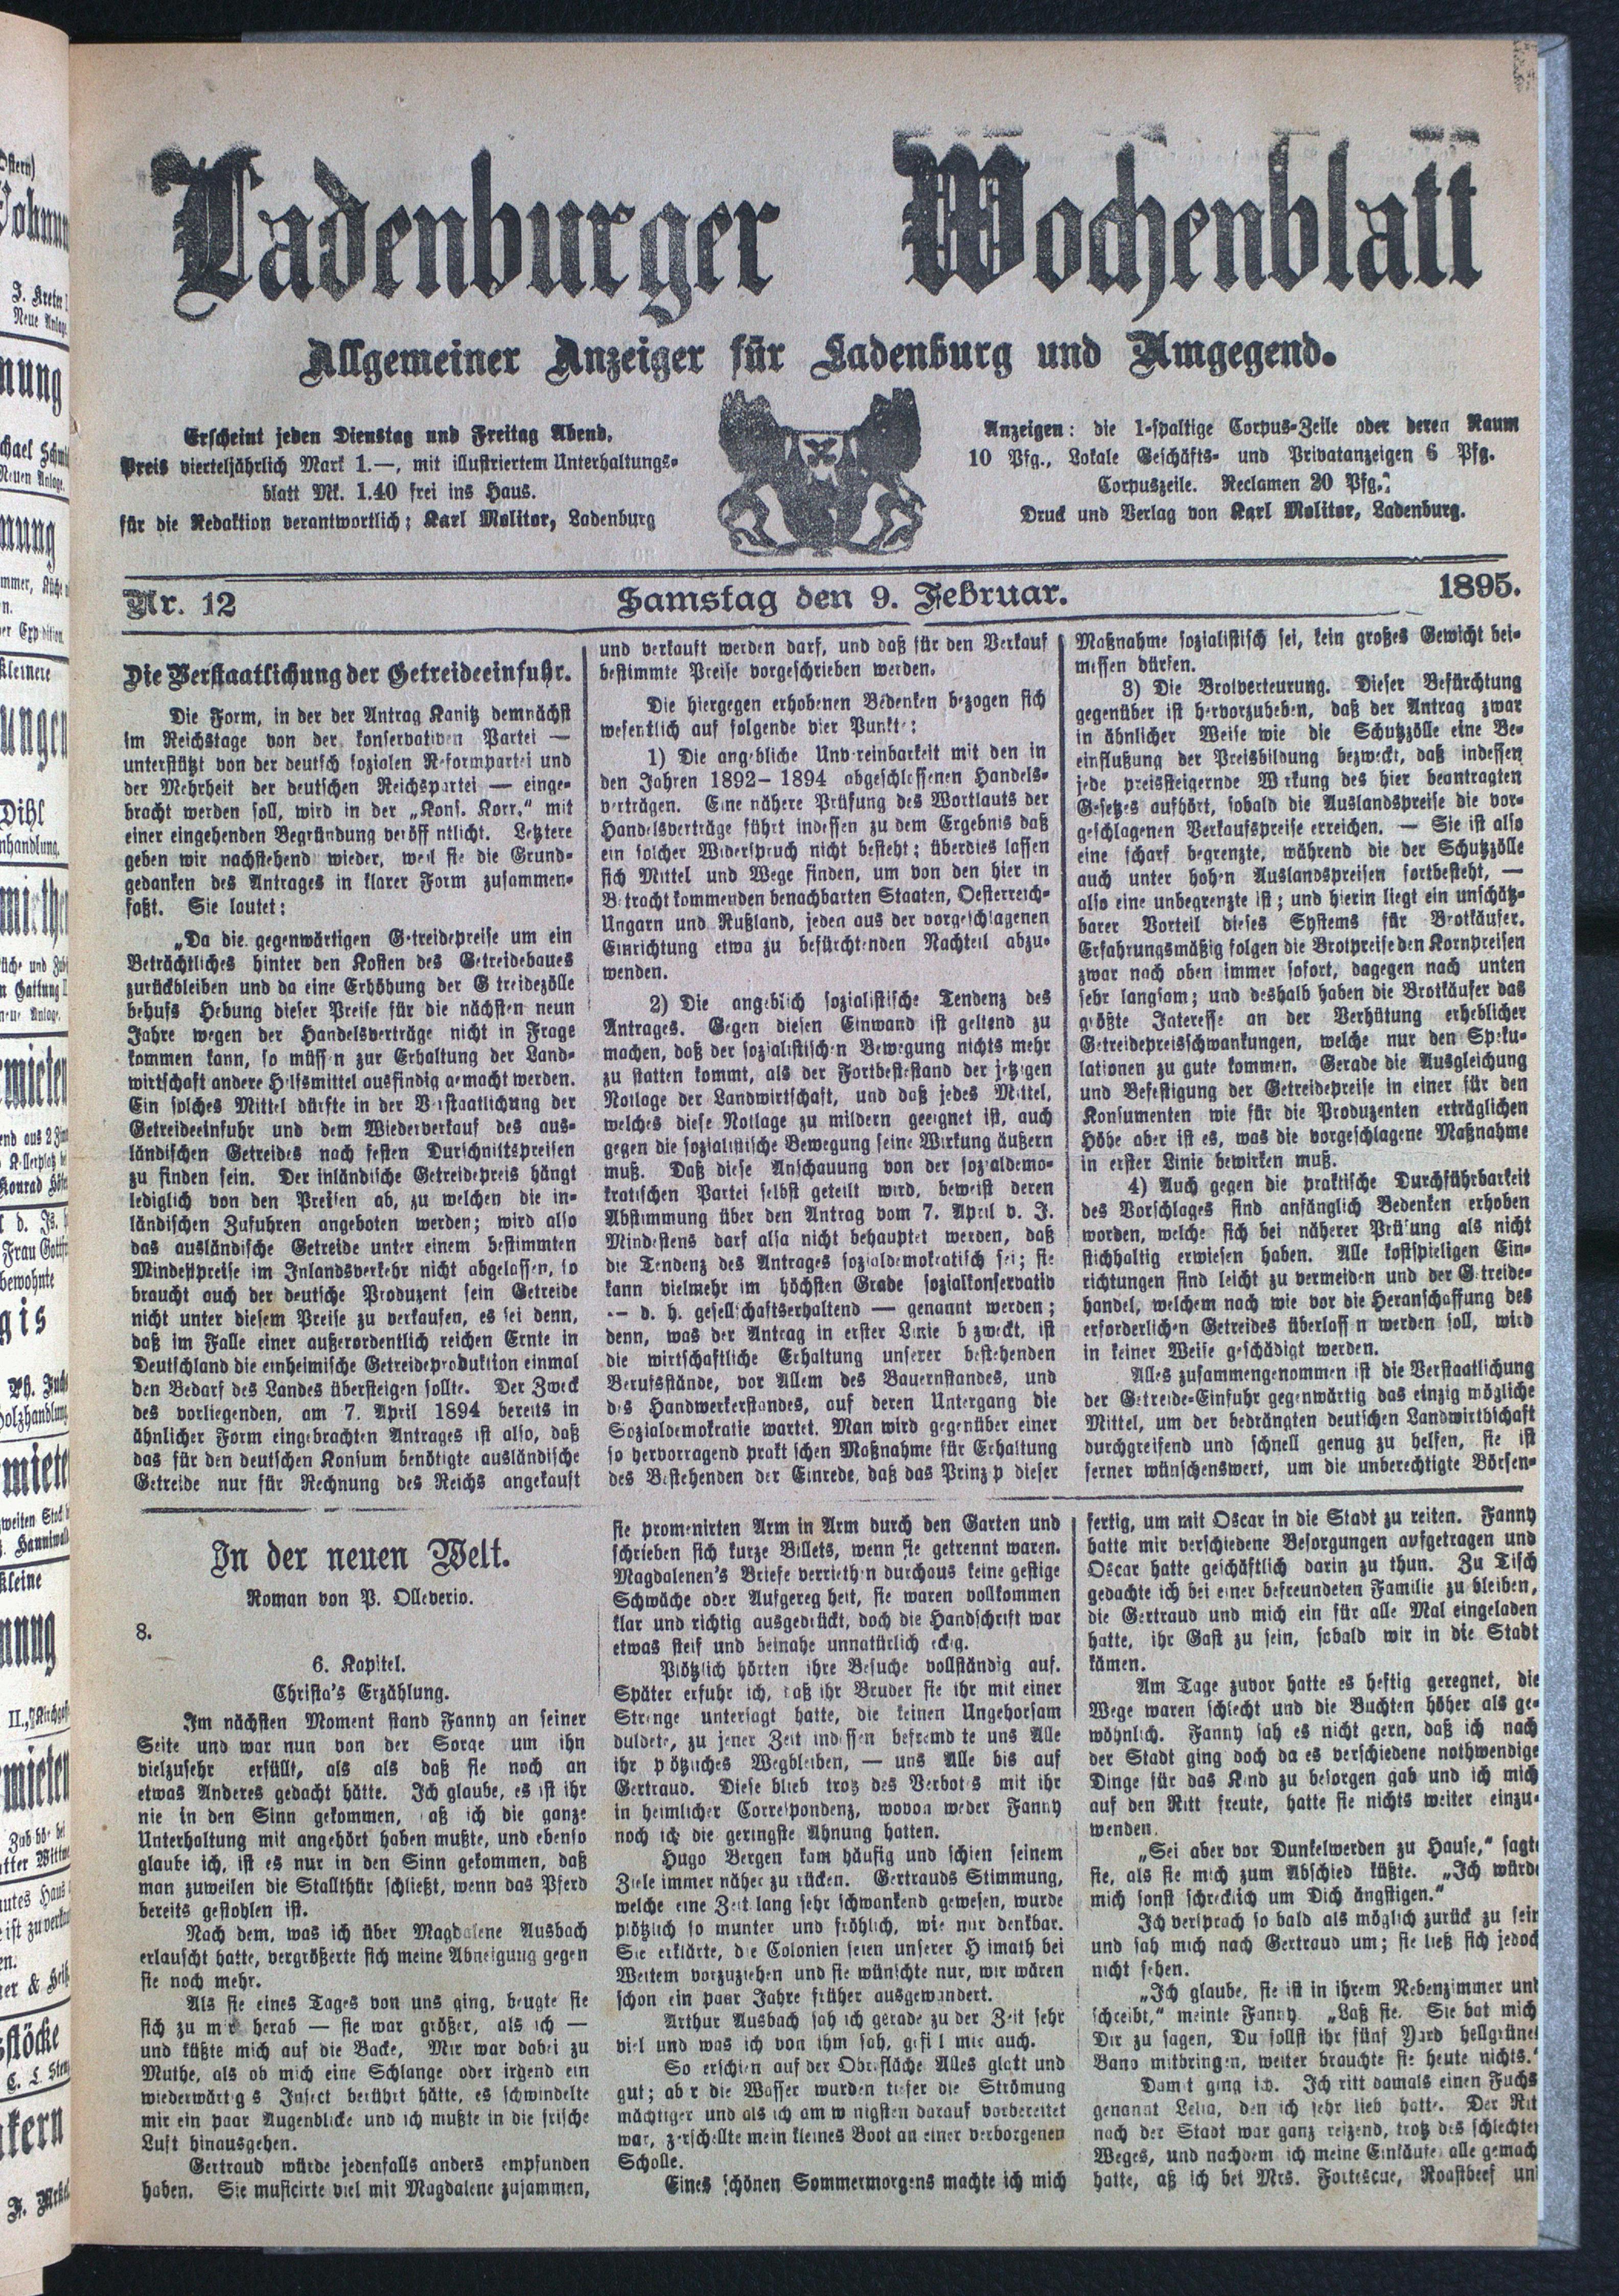 Ladenburger Wochenblatt
Allgemeiner Anzeiger für Ladenburg und Umgegend.
Erscheint jeden Dienstag und Freitag Abend,
Preis vierteljährlich Mark 1.—, mit illustriertem Unterhaltungs-
blatt Mk. 1.40 frei ins Haus.
für die Redaktion verantwortlich; Karl Molitor, Ladenburg
Anzeigen: die 1-spaltige Corpus-Zeile oder deren Raum
10 Pfg., Lokale Geschäfts- und Privatanzeigen 6 Pfg.
Corpuszeile. Reclamen 20 Pfg.
Druck und Verlag von Karl Molitor, Ladenburg.
Nr. 12
Samstag den 9. Februar.
1895.
Die Verstaatlichung der Getreideeinfuhr.
Die Form, in der der Antrag Kanitz demnächst
im Reichstage von der konservativen Partei —
unterstützt von der deutsch sozialen Reformpartei und
der Mehrheit der deutschen Reichspartei — einge-
bracht werden soll, wird in der „Kons. Korr.“ mit
einer eingehenden Begründung veröff ntlicht. Letztere
geben wir nachstehend wieder, weil sie die Grund-
gedanken des Antrages in klarer Form zusammen-
faßt. Sie lautet:
„Da die gegenwärtigen Getreidepreise um ein
Beträchtliches hinter den Kosten des Getreidebaues
zurückbleiben und da eine Erhöhung der G treidezölle
behufs Hebung dieser Preise für die nächsten neun
Jahre wegen der Handelsverträge nicht in Frage
kommen kann, so müss n zur Erhaltung der Land-
wirtschaft andere Hilfsmittel ausfindig gemacht werden.
Ein solches Mittel dürfte in der Verstaatlichung der
Getreideeinfuhr und dem Wiederverkauf des aus-
ländischen Getreides nach festen Durschnittspreisen
zu finden sein. Der inländische Getreidepreis hängt
lediglich von den Preisen ab, zu welchen die in-
ländischen Zufuhren angeboten werden; wird also
das ausländische Getreide unter einem bestimmten
Mindestpreise im Inlandsverkehr nicht abgelassen, so
braucht auch der deutsche Produzent sein Getreide
nicht unter diesem Preise zu verkaufen, es sei denn,
daß im Falle einer außerordentlich reichen Ernte in
Deutschland die einheimische Getreideproduktion einmal
den Bedarf des Landes übersteigen sollte. Der Zweck
des vorliegenden, am 7. April 1894 bereits in
ähnlicher Form eingebrachten Antrages ist also, daß
das für den deutschen Konsum benötigte ausländische
Getreide nur für Rechnung des Reichs angekauft
und verkauft werden darf, und daß für den Verkauf
bestimmte Preise vorgeschrieben werden.
Die hiergegen erhobenen Bedenken bezogen sich
wesentlich auf folgende vier Punkte:
1) Die angebliche Unvereinbarkeit mit den in
den Jahren 1892–1894 abgeschlossenen Handels-
verträgen. Eine nähere Prüfung des Wortlauts der
Handelsverträge führt indessen zu dem Ergebnis daß
ein solcher Widerspruch nicht besteht; überdies lassen
sich Mittel und Wege finden, um von den hier in
Betracht kommenden benachbarten Staaten, Oesterreich-
Ungarn und Rußland, jeden aus der vorgeschlagenen
Einrichtung etwa zu befürchtenden Nachteil abzu-
wenden.
2) Die angeblich sozialistische Tendenz des
Antrages. Gegen diesen Einwand ist geltend zu
machen, daß der sozialistischen Bewegung nichts mehr
zu statten kommt, als der Fortbestestand der jetzigen
Notlage der Landwirtschaft, und daß jedes Mittel,
welches diese Notlage zu mildern geeignet ist, auch
gegen die sozialistische Bewegung seine Wirkung äußern
muß. Daß diese Anschauung von der sozialdemo-
kratischen Partei selbst geteilt wird, beweist deren
Abstimmung über den Antrag vom 7. April v. J.
Mindestens darf alsa nicht behauptet werden, daß
die Tendenz des Antrages sozialdemokratisch sei; sie
kann vielmehr im höchsten Grade sozialkonservativ
— d. h. gesellschaftserhaltend — genannt werden;
denn, was der Antrag in erster Linie b zweckt, ist
die wirtschaftliche Erhaltung unserer bestehenden
Berufsstände, vor Allem des Bauernstandes, und
des Handwerkerstandes, auf deren Untergang die
Sozialdemokratie wartet. Man wird gegenüber einer
so hervorragend prakt schen Maßnahme für Erhaltung
des Bestehenden der Einrede, daß das Prinz p dieser
Maßnahme sozialistisch sei, kein großes Gewicht bei-
messen dürfen.
3) Die Brotverteurung. Dieser Befürchtung
gegenüber ist hervorzubeben, daß der Antrag zwar
in ähnlicher Weise wie die Schutzzölle eine Be-
einflußung der Preisbildung bezweckt, daß indessen
jede preissteigernde Wirkung des hier beantragten
Gesetzes aufhört, sobald die Auslandspreise die vor-
geschlagenen Verkaufspreise erreichen. — Sie ist also
eine scharf begrenzte, während die der Schutzzölle
auch unter hohen Auslandspreisen fortbesteht, —
also eine unbegrenzte ist; und hierin liegt ein unschätz-
barer Vorteil dieses Systems für Brotkäufer.
Erfahrungsmäßig folgen die Brotpreise den Kornpreisen
zwar nach oben immer sofort, dagegen nach unten
sehr langsam; und deshalb haben die Brotkäufer das
größte Interesse an der Verhütung erheblicher
Getreidepreisschwankungen, welche nur den Speku-
lationen zu gute kommen. Gerade die Ausgleichung
und Befestigung der Getreidepreise in einer für den
Konsumenten wie für die Produzenten erträglichen
Höhe aber ist es, was die vorgeschlagene Maßnahme
in erster Linie bewirken muß.
4) Auch gegen die praktische Durchführbarkeit
des Vorschlages sind anfänglich Bedenken erhoben
worden, welche sich bei näherer Prüfung als nicht
stichhaltig erwiesen haben. Alle kostspieligen Ein-
richtungen sind leicht zu vermeiden und der Getreide-
handel, welchem nach wie vor die Heranschaffung des
erforderlichen Getreides überlass n werden soll, wird
in keiner Weise geschädigt werden.
Alles zusammengenommen ist die Verstaatlichung
der Getreide-Einfuhr gegenwärtig das einzig mögliche
Mittel, um der bedrängten deutschen Landwirthschaft
durchgreifend und schnell genug zu helfen, sie ist
ferner wünschenswert, um die unberechtigte Börsen-
In der neuen Welt.
Roman von P. Olleverio.
8.
6. Kapitel.
Christa's Erzählung.
Im nächsten Moment stand Fanny an seiner
Seite und war nun von der Sorge um ihn
vielzusehr erfüllt, als als daß sie noch an
etwas Anderes gedacht hätte. Ich glaube, es ist ihr
nie in den Sinn gekommen, aß ich die ganze
Unterhaltung mit angehört haben mußte, und ebenso
glaube ich, ist es nur in den Sinn gekommen, daß
man zuweilen die Stallthür schließt, wenn das Pferd
bereits gestohlen ist.
Nach dem, was ich über Magdalene Ausbach
erlauscht hatte, vergrößerte sich meine Abneigung gegen
sie noch mehr.
Als sie eines Tages von uns ging, beugte sie
sich zu mir herab — sie war größer, als ich —
und küßte mich auf die Backe, Mir war dabei zu
Muthe, als ob mich eine Schlange oder irgend ein
wiederwärtig s Insect berührt hätte, es schwindelte
mir ein paar Augenblicke und ich mußte in die frische
Luft hinausgehen.
Gertraud würde jedenfalls anders empfunden
haben. Sie musicirte viel mit Magdalene zusammen,
sie promenirten Arm in Arm durch den Garten und
schrieben sich kurze Billets, wenn sie getrennt waren.
Magdalenen's Briefe verriethen durchaus keine gestige
Schwäche oder Aufgereg heit, sie waren vollkommen
klar und richtig ausgedrückt, doch die Handschrift war
etwas steif und beinahe unnatürlich eckig.
Plötzlich hörten ihre Besuche vollständig auf.
Später erfuhr ich, daß ihr Bruder sie ihr mit einer
Strenge untersagt hatte, die keinen Ungehorsam
duldete, zu jener Zeit indessen befremd te uns Alle
ihr p ötzliches Wegbleiben, — uns Alle bis auf
Gertraud. Diese blieb trotz des Verbotes mit ihr
in heimlicher Correspondenz, wovon weder Fanny
noch ich die geringste Ahnung hatten.
Hugo Bergen kam häufig und schien seinem
Ziele immer näher zu rücken. Gertrauds Stimmung,
welche eine Zeit lang sehr schwankend gewesen, wurde
plötzlich so munter und fröhlich, wie nur denkbar.
Sie erklärte, die Colonien seien unserer H imath bei
Weitem vorzuziehen und sie wünschte nur, wir wären
schon ein paar Jahre früher ausgewandert.
Arthur Ausbach sah ich gerade zu der Zeit sehr
viel und was ich von ihm sah, gefi l mir auch.
So erschien auf der Oberfläche Alles glatt und
gut; ab r die Wasser wurden tiefer die Strömung
mächtiger und als ich am w nigsten darauf vorbereitet
war, zerschellte mein kleines Boot an einer verborgenen
Scholle.
Eines schönen Sommermorgens machte ich mich
fertig, um mit Oscar in die Stadt zu reiten. Fanny
hatte mir verschiedene Besorgungen aufgetragen und
Oscar hatte geschäftlich darin zu thun. Zu Tisch
gedachte ich bei einer befreundeten Familie zu bleiben,
die Gertraud und mich ein für alle Mal eingeladen
hatte, ihr Gast zu sein, sobald wir in die Stadt
kämen.
Am Tage zuvor hatte es heftig geregnet, die
Wege waren schlecht und die Buchten höher als ge-
wöhnlich. Fanny sah es nicht gern, daß ich nach
der Stadt ging doch da es verschiedene nothwendige
Dinge für das Kind zu besorgen gab und ich mich
auf den Ritt freute, hatte sie nichts weiter einzu-
wenden.
„Sei aber vor Dunkelwerden zu Hause,“ sagte
sie, als sie mich zum Abschied küßte. „Ich würde
mich sonst schrecklich um Dich ängstigen.“
Ich versprach so bald als möglich zurück zu sein
und sah mich nach Gertraud um; sie ließ sich jedoch
nicht sehen.
„Ich glaube, sie ist in ihrem Nebenzimmer und
schreibt,“ meinte Fanny. „Laß sie. Sie bat mich
Dir zu sagen, Du sollst ihr fünf Yard hellgrünes
Band mitbringen, weiter brauchte sie heute nichts.“
Damit ging ich. Ich ritt damals einen Fuchs
genannt Lelia, den ich sehr lieb hatte. Der Rit
nach der Stadt war ganz reizend, trotz des schlechten
Weges, und nachdem ich meine Einkäufe alle gemach
hatte, aß ich bei Mrs. Fortescue, Roastbeef un